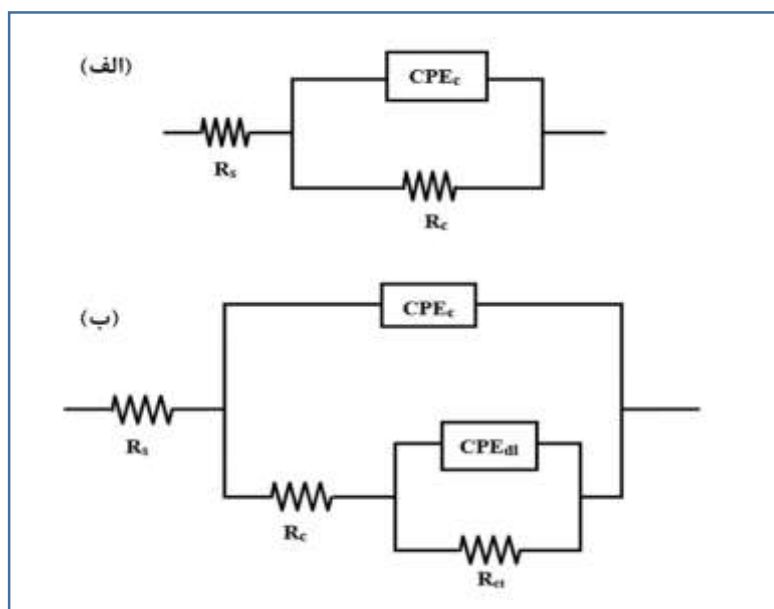 (الف)
CPEc
Rs
Rc
(ب)
CPEc
Rs
CPEdl
Rc
Rct